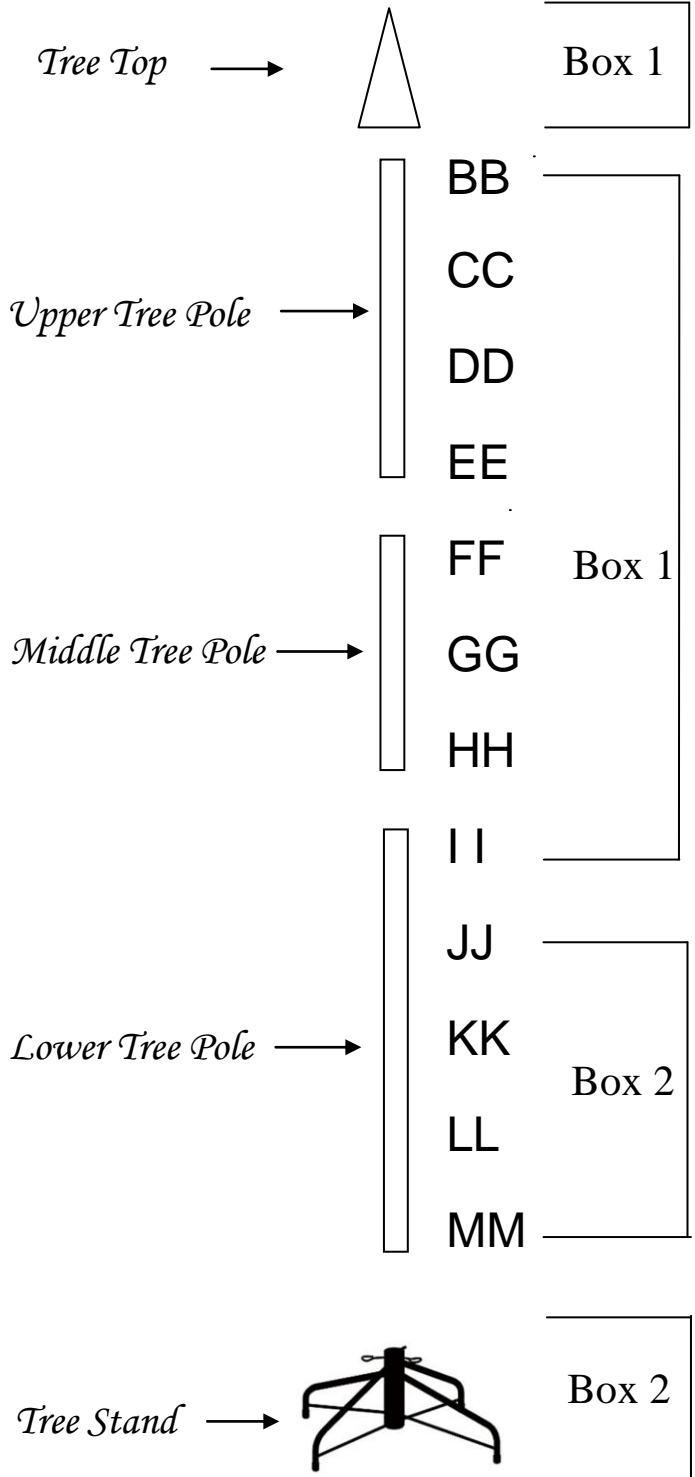 Tree Top
Box 1
BB
CC
Upper Tree Pole
DD
EE
FF
Box 1
GG
Middle Tree Pole
HH
I I
JJ
KK
Lower Tree Pole
Box 2
LL
MM
Box 2
Tree Stand